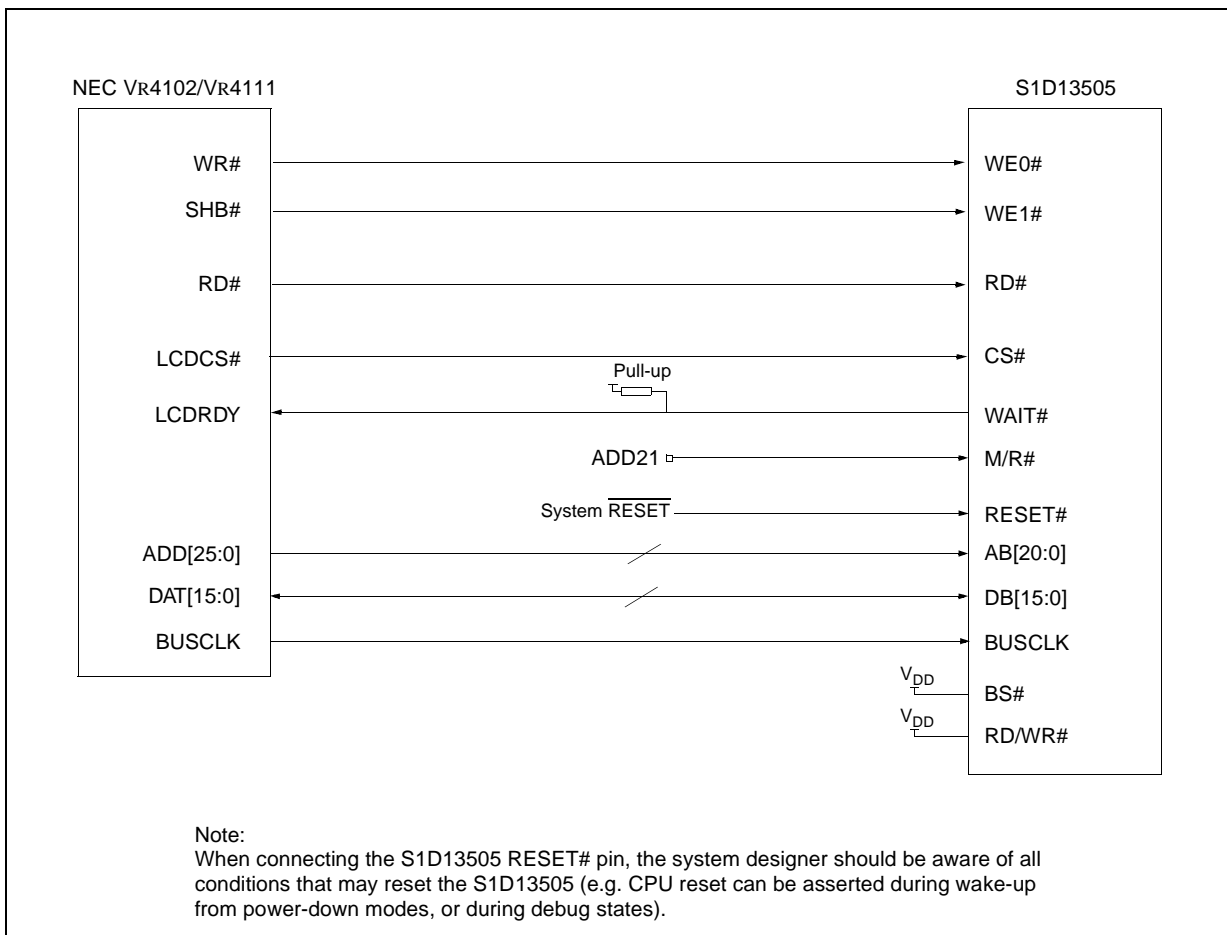 NEC VR4102/VR4111
S1D13505
WR#
WE0#
SHB#
WE1#
RD#
RD#
LCDCS#
CS#
Pull-up
LCDRDY
WAIT#
ADD21
M/R#
System RESET
RESET#
ADD[25:0]
AB[20:0]
DAT[15:0]
DB[15:0]
BUSCLK
BUSCLK
VDD
BS#
VDD
RD/WR#
Note:
When connecting the S1D13505 RESET# pin, the system designer should be aware of all
conditions that may reset the S1D13505 (e.g. CPU reset can be asserted during wake-up
from power-down modes, or during debug states).